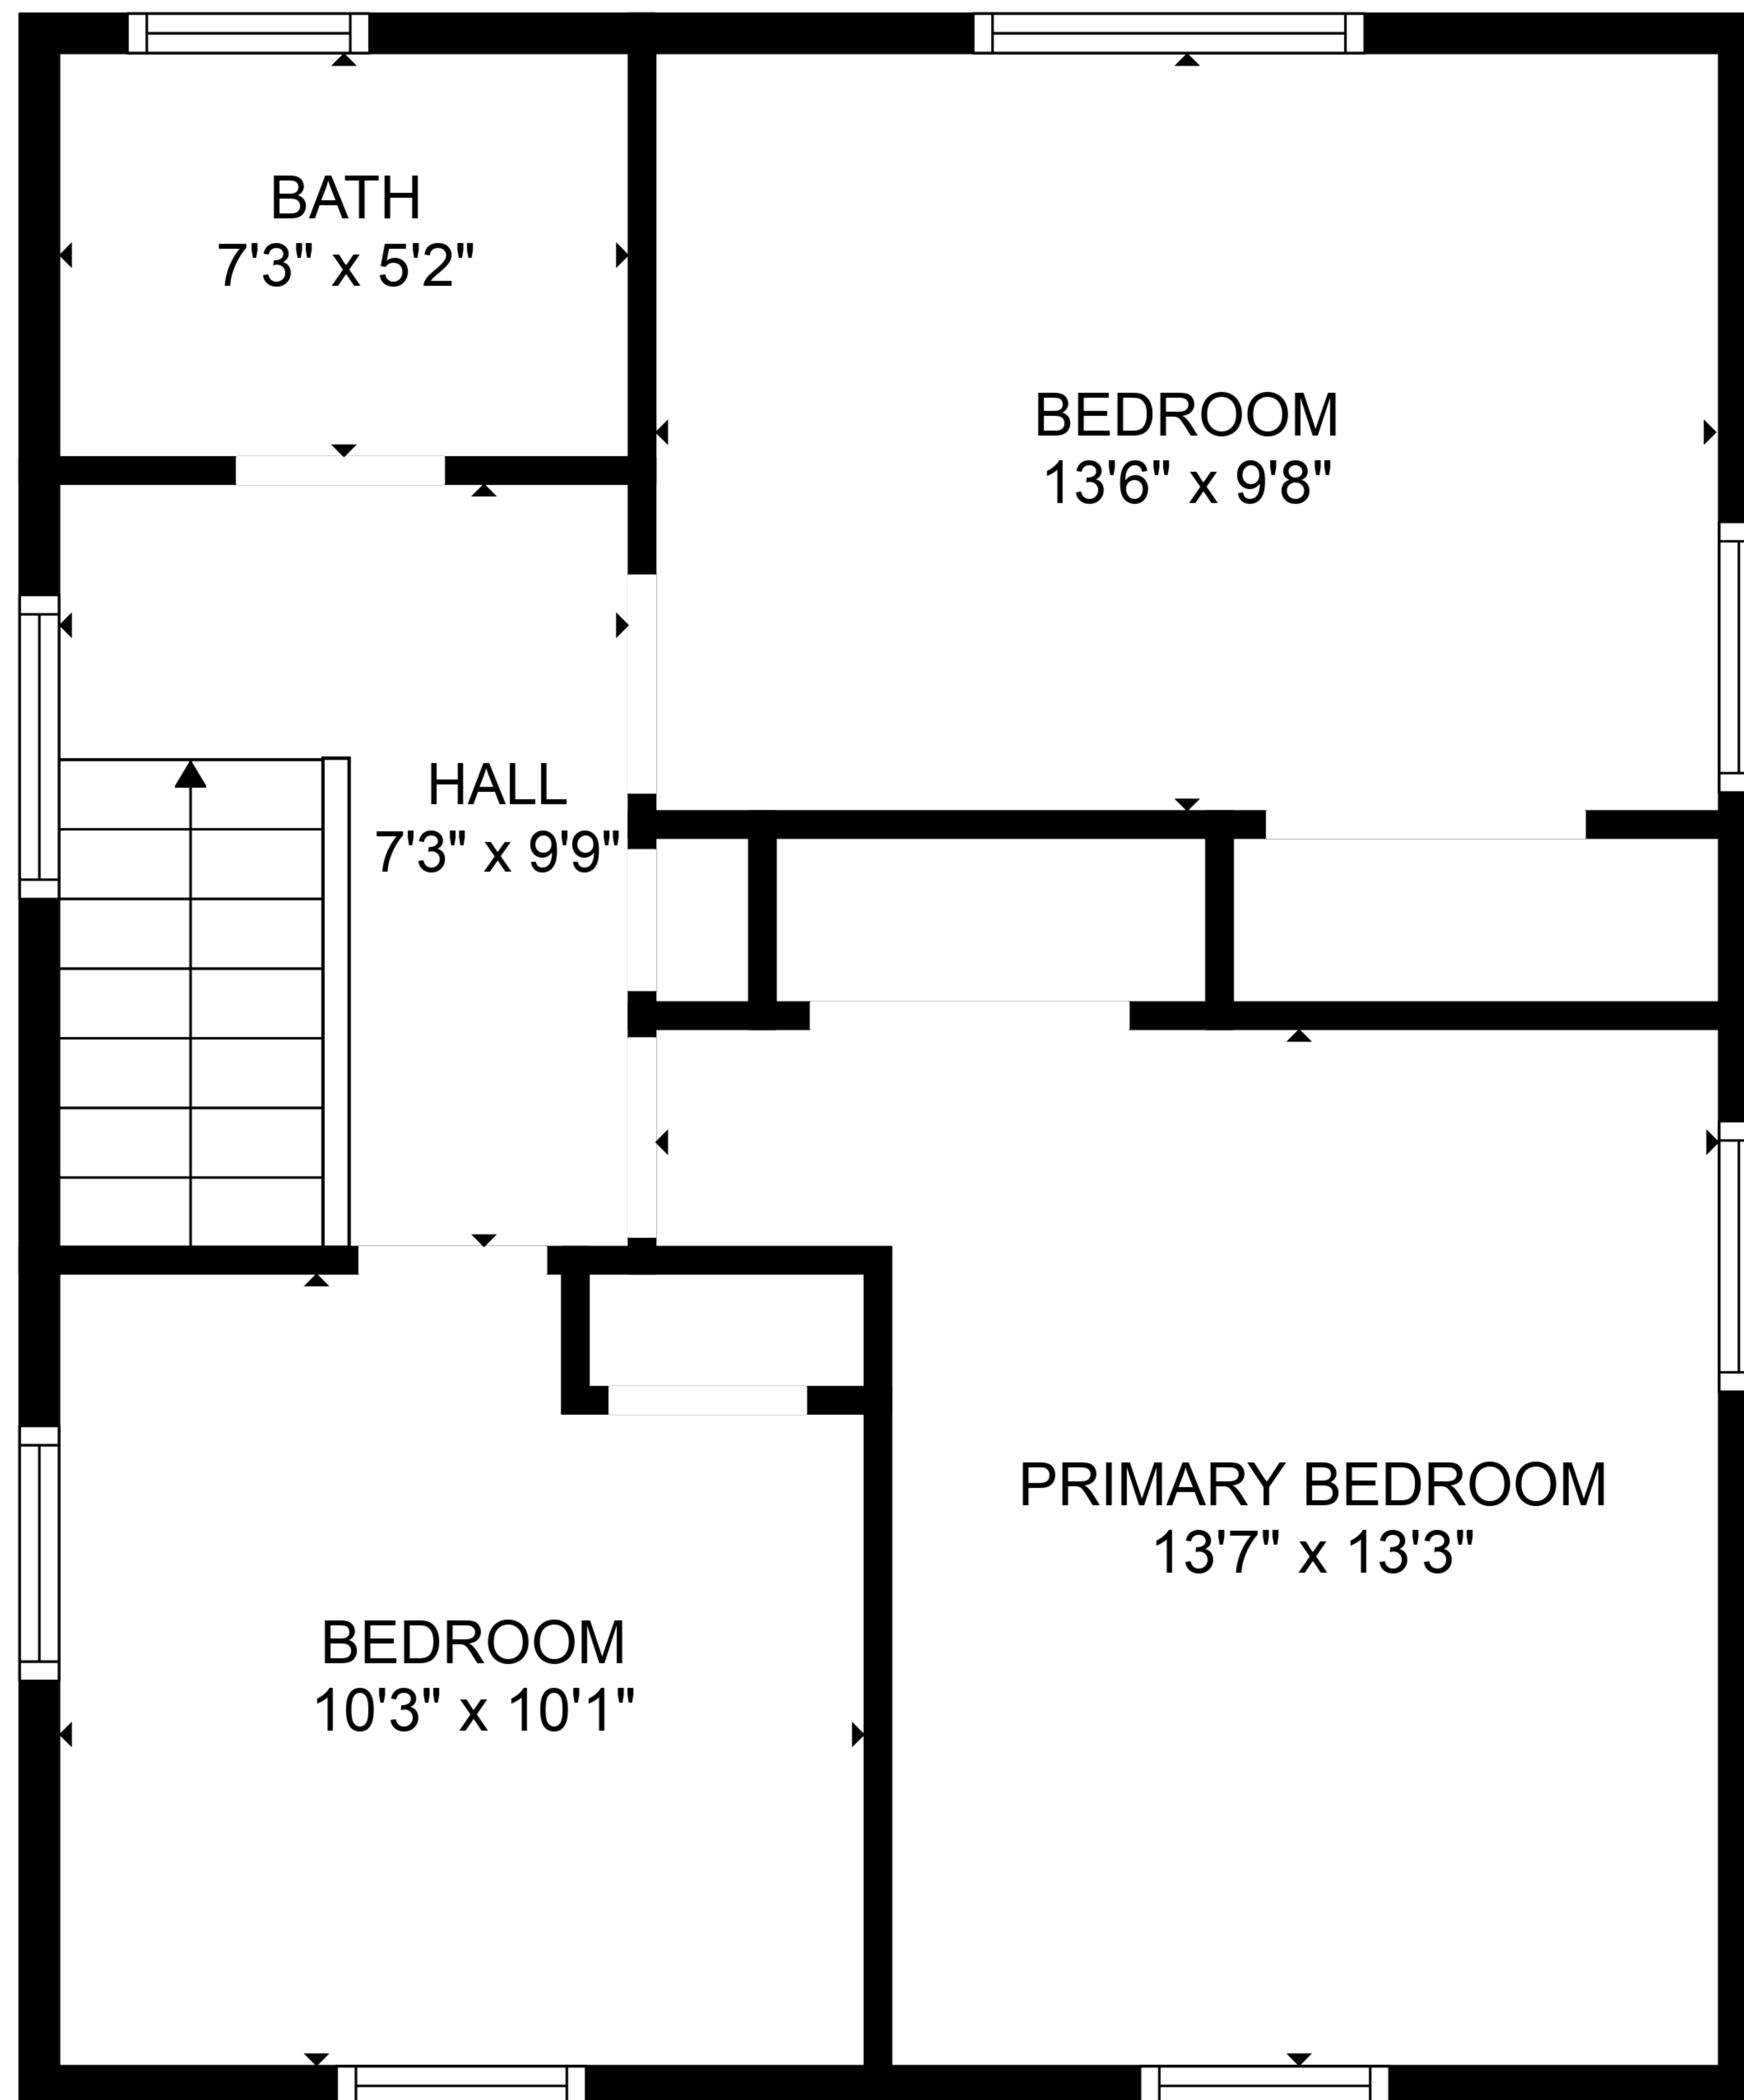 BATH
7'3" x 5'2"
BEDROOM
13'6" x 9'8"
HALL
7'3" x 9'9"
PRIMARY BEDROOM
13'7" x 13'3"
BEDROOM
10'3" x 10'1"